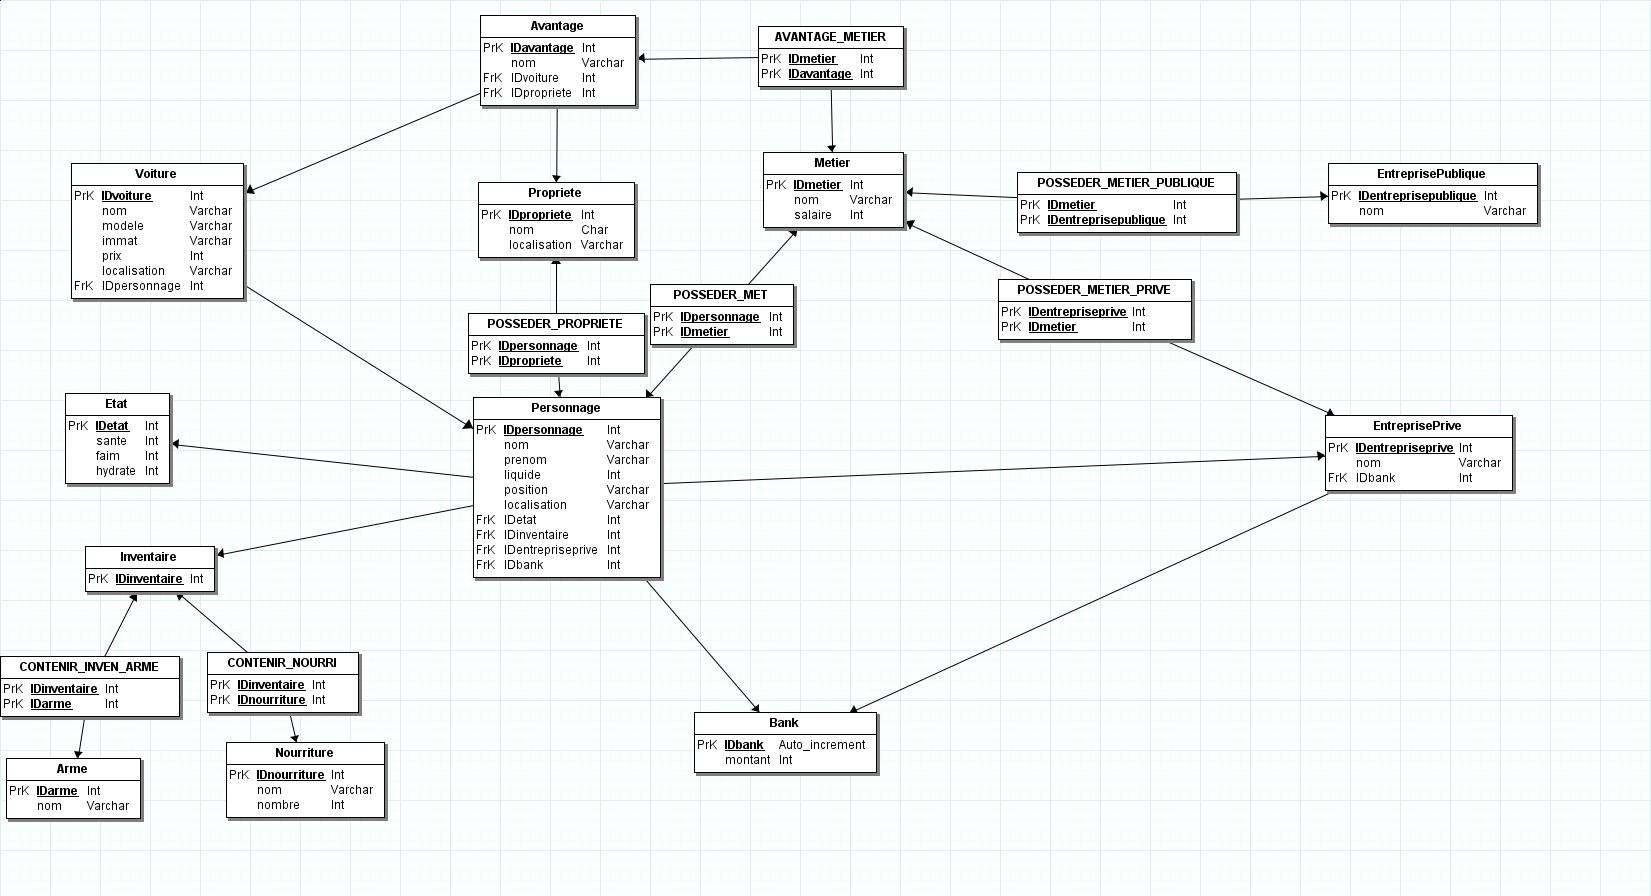 Avantage
PrK IDavantage Int
nom Varchar
FrK IDvoiture Int
FrK IDpropriete Int
AVANTAGE_METIER
PrK IDmetier Int
PrK IDavantage Int
Voiture
PrK IDvoiture Int
nom Varchar
modele Varchar
immat Varchar
prix Int
localisation Varchar
FrK IDpersonnage Int
Propriete
PrK IDpropriete Int
nom Char
localisation Varchar
Metier
PrK IDmetier Int
nom Varchar
salaire Int
POSSEDER_METIER_PUBLIQUE
PrK IDmetier Int
PrK IDentreprisepublique Int
EntreprisePublique
PrK IDentreprisepublique Int
nom Varchar
POSSEDER_MET
PrK IDpersonnage Int
PrK IDmetier Int
POSSEDER_METIER_PRIVE
PrK IDentrepriseprive Int
PrK IDmetier Int
POSSEDER_PROPRIETE
PrK IDpersonnage Int
PrK IDpropriete Int
Etat
PrK IDetat Int
sante Int
faim Int
hydrate Int
Personnage
PrK IDpersonnage Int
nom Varchar
prenom Varchar
liquide Int
position Varchar
localisation Varchar
FrK IDetat Int
FrK IDinventaire Int
FrK IDentrepriseprive Int
FrK IDbank Int
EntreprisePrive
PrK IDentrepriseprive Int
nom Varchar
FrK IDbank Int
Inventaire
PrK IDinventaire Int
CONTENIR_INVEN_ARME
PrK IDinventaire Int
PrK IDarme Int
CONTENIR_NOURRI
PrK IDinventaire Int
PrK IDnourriture Int
Arme
PrK IDarme Int
nom Varchar
Nourriture
PrK IDnourriture Int
nom Varchar
nombre Int
Bank
PrK IDbank Auto_increment
montant Int